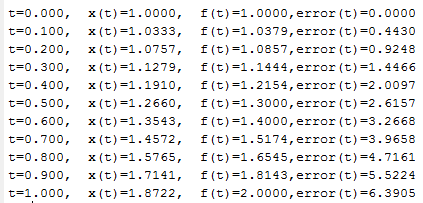 t=0.000,  x(t)=1.0000,  f(t)=1.0000,error(t)=0.0000
t=0.100,  x(t)=1.0333,  f(t)=1.0379,error(t)=0.4430
t=0.200,  x(t)=1.0757,  f(t)=1.0857,error(t)=0.9248
t=0.300,  x(t)=1.1279,  f(t)=1.1444,error(t)=1.4466
t=0.400,  x(t)=1.1910,  f(t)=1.2154,error(t)=2.0097
t=0.500,  x(t)=1.2660,  f(t)=1.3000,error(t)=2.6157
t=0.600,  x(t)=1.3543,  f(t)=1.4000,error(t)=3.2668
t=0.700,  x(t)=1.4572,  f(t)=1.5174,error(t)=3.9658
t=0.800,  x(t)=1.5765,  f(t)=1.6545,error(t)=4.7161
t=0.900,  x(t)=1.7141,  f(t)=1.8143,error(t)=5.5224
t=1.000,  x(t)=1.8722,  f(t)=2.0000,error(t)=6.3905